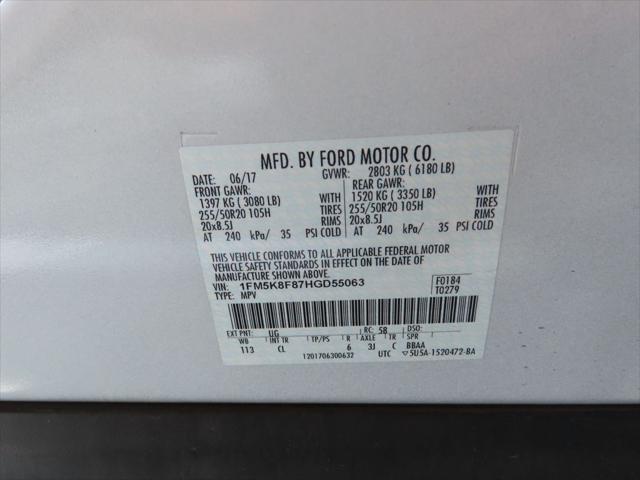 MFD. BY FORD MOTOR CO.
DATE: 06/17 GVWR: 2803 KG ( 6180 LB)
FRONT GAWR: REAR GAWR:
1397 KG ( 3080 LB) WITH 1520 KG ( 3350 LB) WITH
255/50R20 105H TIRES 255/50R20 105H TIRES
20x8.5J RIMS 20x8.5J RIMS
AT 240 kPa/ 35 PSI COLD AT 240 kPa/ 35 PSI COLD
THIS VEHICLE CONFORMS TO ALL APPLICABLE FEDERAL MOTOR
VEHICLE SAFETY STANDARDS IN EFFECT ON THE DATE OF
MANUFACTURE SHOWN ABOVE.
VIN: 1FM5K8F87HGD55063 F0184
TYPE: MPV T0279
EXT PNT: UG RC: 58
WB INT TR TP/PS R AXLE TR SPR
113 CL 6 3J C BBAA
1201706300632 UTC ▽5U5A-1520472-BA